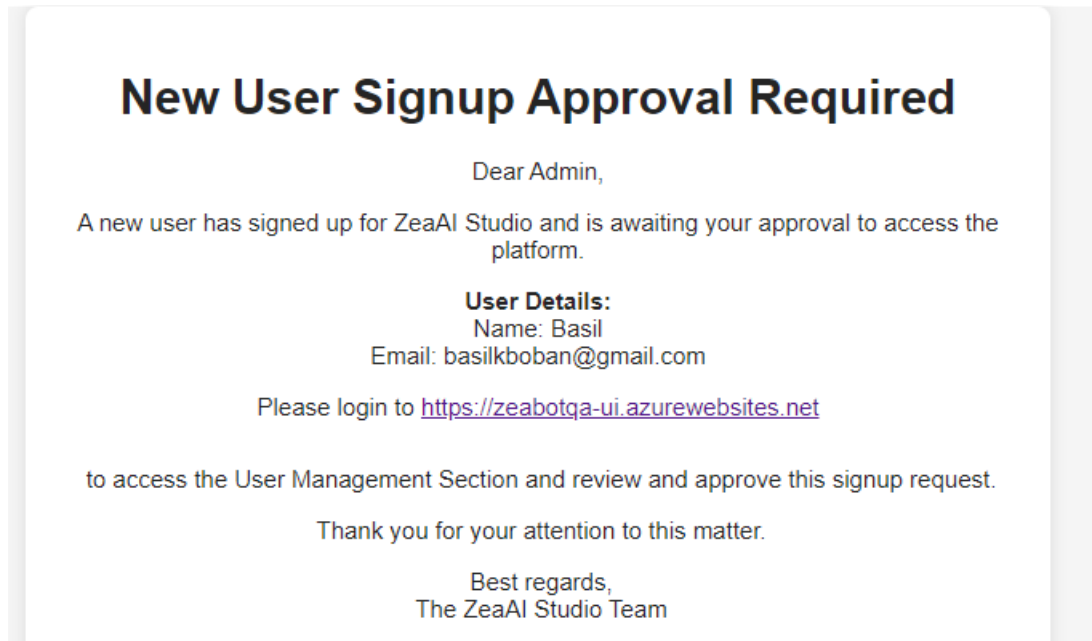 New User Signup Approval Required
Dear Admin,
A new user has signed up for ZeaAI Studio and is awaiting your approval to access the
platform.
User Details:
Name: Basil
Email: basilkboban@gmail.com
Please login to https://zeabotqa-ui.azurewebsites.net
to access the User Management Section and review and approve this signup request.
Thank you for your attention to this matter.
Best regards,
The ZeaAI Studio Team